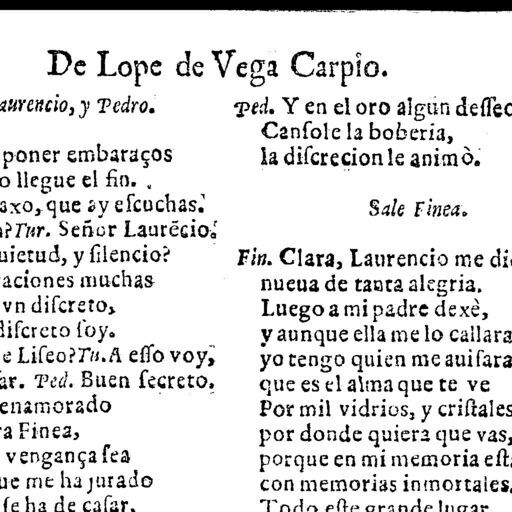 De Lope de Vega Carpio.
aurencio, y Pedro.
poner embaraços
o llegue el fin.
axo, que ay eſcuchas.
a? Tur. Señor Laurẽcio.
uietud, y ſilencio?
aciones muchas
vn diſcreto,
diſcreto ſoy.
e Liſeo? Tu. A eſſo voy,
ar. Ped. Buen ſecreto.
enamorado
ra Finea,
vengança ſea
ue me ha jurado
ſe ha de caſar.
Ped. Y en el oro algun deſſeo
Canſole la boberia,
la diſcrecion le animò.
Sale Finea.
Fin. Clara, Laurencio me di
nueua de tanta alegria.
Luego a mi padre dexè,
y aunque ella me lo callara
yo tengo quien me auiſara
que es el alma que te ve
Por mil vidrios, y criſtales
por donde quiera que vas,
porque en mi memoria eſta
con memorias inmortales.
Todo eſte grande lugar